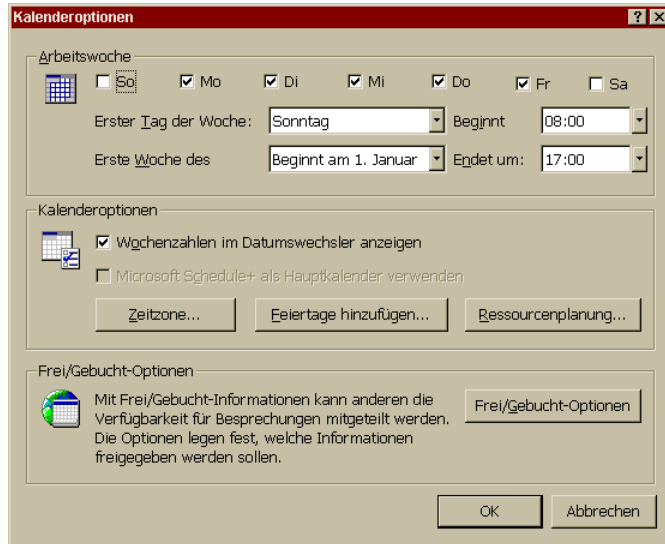 Kalenderoptionen
Arbeitswoche
So Mo Di Mi Do Fr Sa
Erster Tag der Woche: Sonntag Beginnt 08:00
Erste Woche des Beginnt am 1. Januar Endet um: 17:00
Kalenderoptionen
Wochenzahlen im Datumswechsler anzeigen
Microsoft Schedule+ als Hauptkalender verwenden
Zeitzone... Feiertage hinzufügen... Ressourcenplanung...
Frei/Gebucht-Optionen
Mit Frei/Gebucht-Informationen kann anderen die
Verfügbarkeit für Besprechungen mitgeteilt werden.
Die Optionen legen fest, welche Informationen
freigegeben werden sollen.
Frei/Gebucht-Optionen
OK Abbrechen